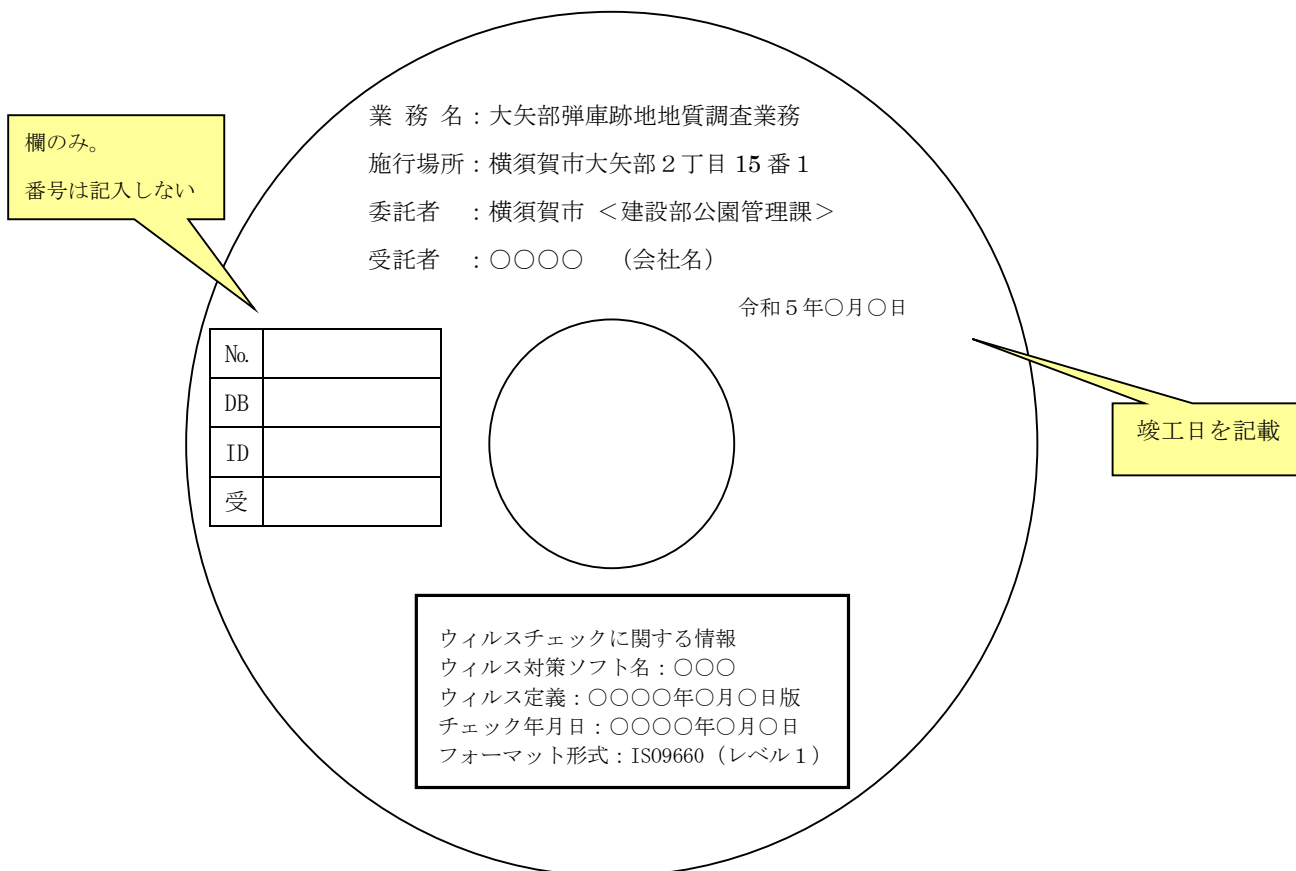 業 務 名：大矢部弾庫跡地地質調査業務
施行場所：横須賀市大矢部２丁目 15 番 1
委託者　：横須賀市 ＜建設部公園管理課＞
受託者　：○○○○　（会社名）
令和５年○月○日
欄のみ。
番号は記入しない
No.
DB
ID
受
竣工日を記載
ウィルスチェックに関する情報
ウィルス対策ソフト名：○○○
ウィルス定義：○○○○年○月○日版
チェック年月日：○○○○年○月○日
フォーマット形式：ISO9660（レベル１）